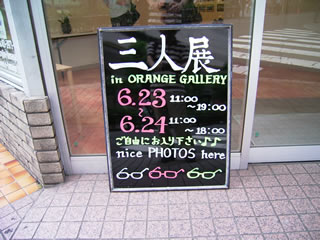 三人展
in ORANGE GALLERY
6.23 11:00
～19:00
～
6.24 11:00
～18:00
ご自由にお入り下さい♪♪
nice PHOTOS here